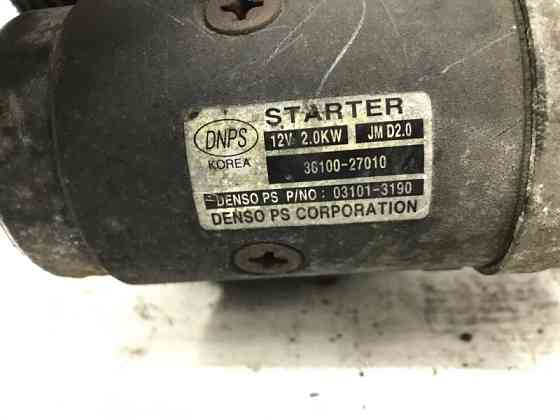 STARTER
DNPS
12V 2.0KW JM D2.0
KOREA
36100-27010
DENSO PS P/NO: 03101-3190
DENSO PS CORPORATION